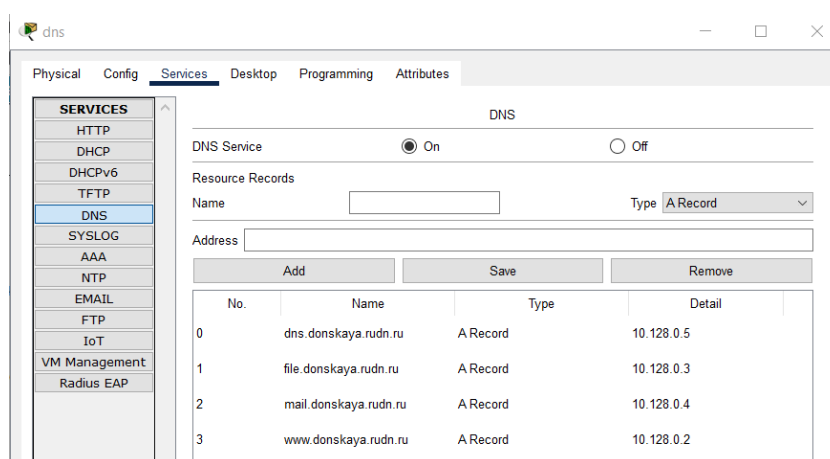 dns
Physical Config Services Desktop Programming Attributes
SERVICES
HTTP
DHCP
DHCPv6
TFTP
DNS
SYSLOG
AAA
NTP
EMAIL
FTP
IoT
VM Management
Radius EAP
DNS
DNS Service On Off
Resource Records
Name Type A Record
Address
Add Save Remove
No. Name Type Detail
0 dns.donskaya.rudn.ru A Record 10.128.0.5
1 file.donskaya.rudn.ru A Record 10.128.0.3
2 mail.donskaya.rudn.ru A Record 10.128.0.4
3 www.donskaya.rudn.ru A Record 10.128.0.2